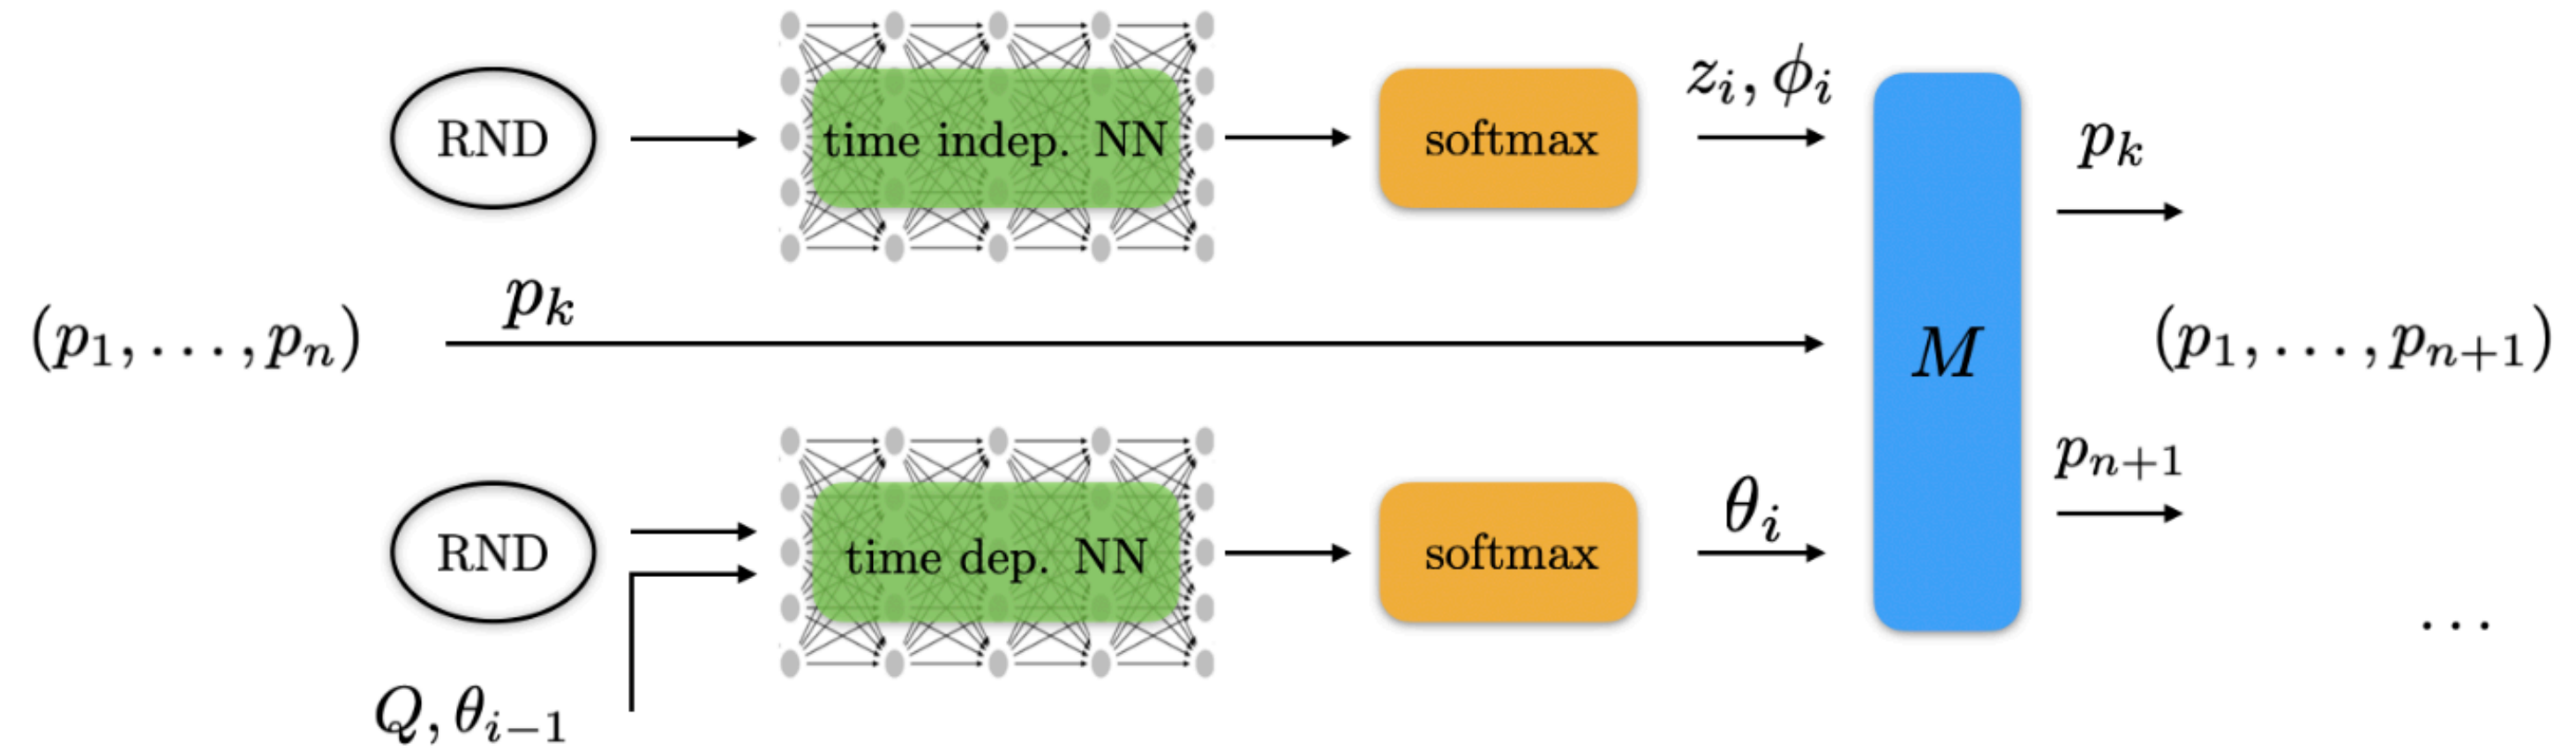 RND
time indep. NN
softmax
z_i, ϕ_i
p_k
(p_1, . . . , p_n)
p_k
M
(p_1, . . . , p_{n+1})
p_{n+1}
RND
time dep. NN
softmax
θ_i
. . .
Q, θ_{i−1}